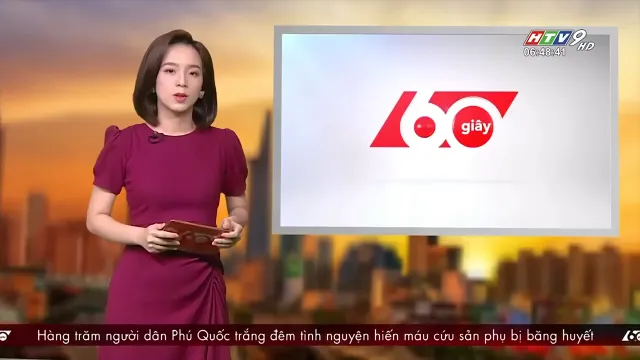 HTV9 HD
06:48:41
60 giây
60
Hàng trăm người dân Phú Quốc trắng đêm tình nguyện hiến máu cứu sản phụ bị băng huyết